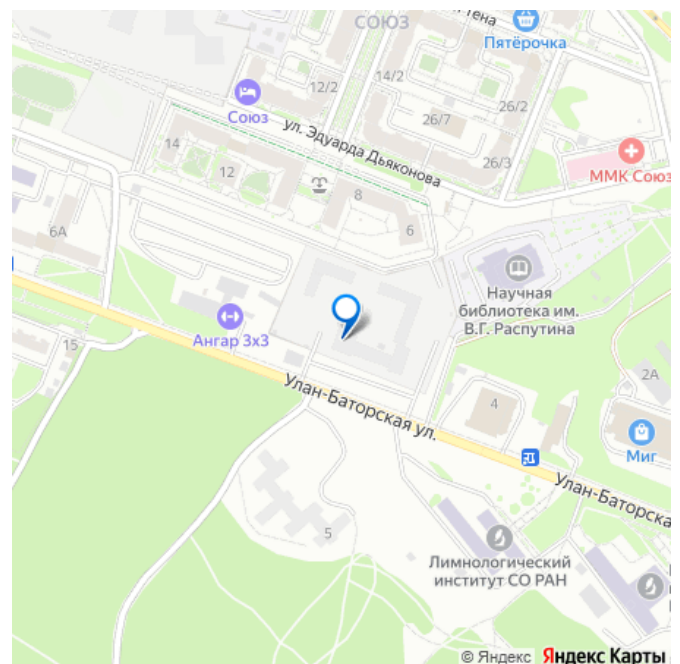 СОЮЗ
Пятёрочка
12/2
14/2
26/2
Союз
ул. Эдуарда Дьяконова
26/7
26/3
ММК Союз
14
12
8
6
6А
Научная
библиотека им.
В.Г. Распутина
Ангар 3х3
15
Улан-Баторская ул.
4
2А
Миг
Улан-Баторска
5
Лимнологический
институт СО РАН
© Яндекс Яндекс Карты